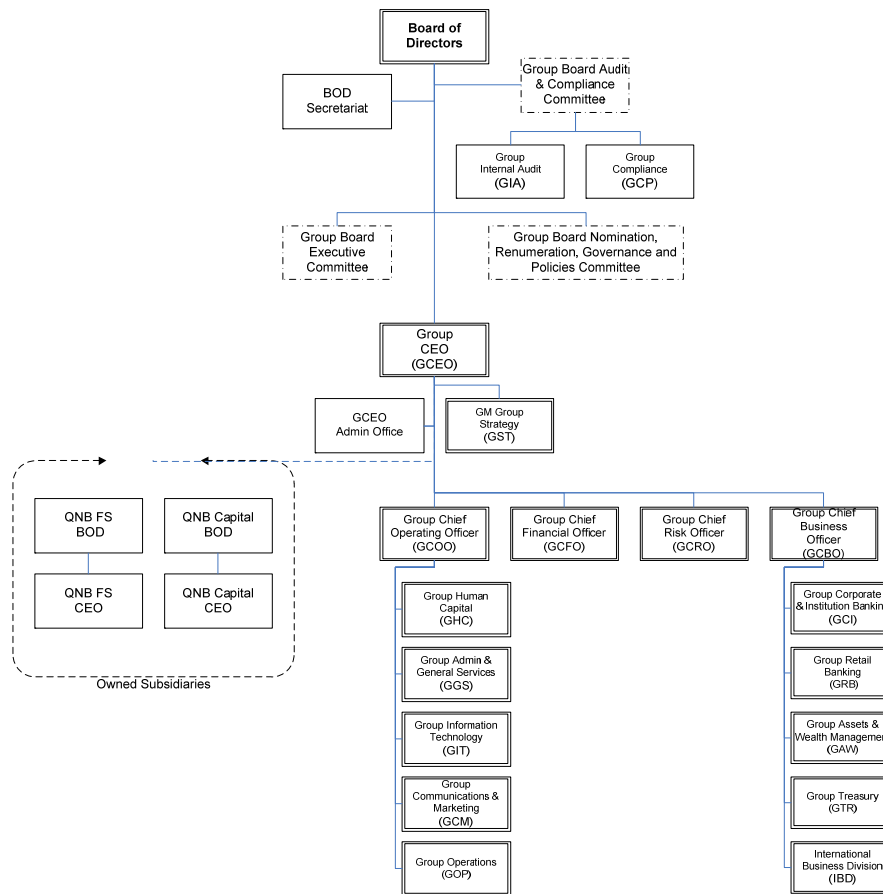 Board of
Directors
Group Board Audit
& Compliance
Committee
BOD
Secretariat
Group
Internal Audit
(GIA)
Group
Compliance
(GCP)
Group Board
Executive
Committee
Group Board Nomination,
Renumeration, Governance and
Policies Committee
Group
CEO
(GCEO)
GCEO
Admin Office
GM Group
Strategy
(GST)
QNB FS
BOD
QNB Capital
BOD
QNB FS
CEO
QNB Capital
CEO
Owned Subsidiaries
Group Chief
Operating Officer
(GCOO)
Group Chief
Financial Officer
(GCFO)
Group Chief
Risk Officer
(GCRO)
Group Chief
Business
Officer
(GCBO)
Group Human
Capital
(GHC)
Group Admin &
General Services
(GGS)
Group Information
Technology
(GIT)
Group
Communications &
Marketing
(GCM)
Group Operations
(GOP)
Group Corporate
& Institution Banking
(GCI)
Group Retail
Banking
(GRB)
Group Assets &
Wealth Management
(GAW)
Group Treasury
(GTR)
International
Business Division
(IBD)